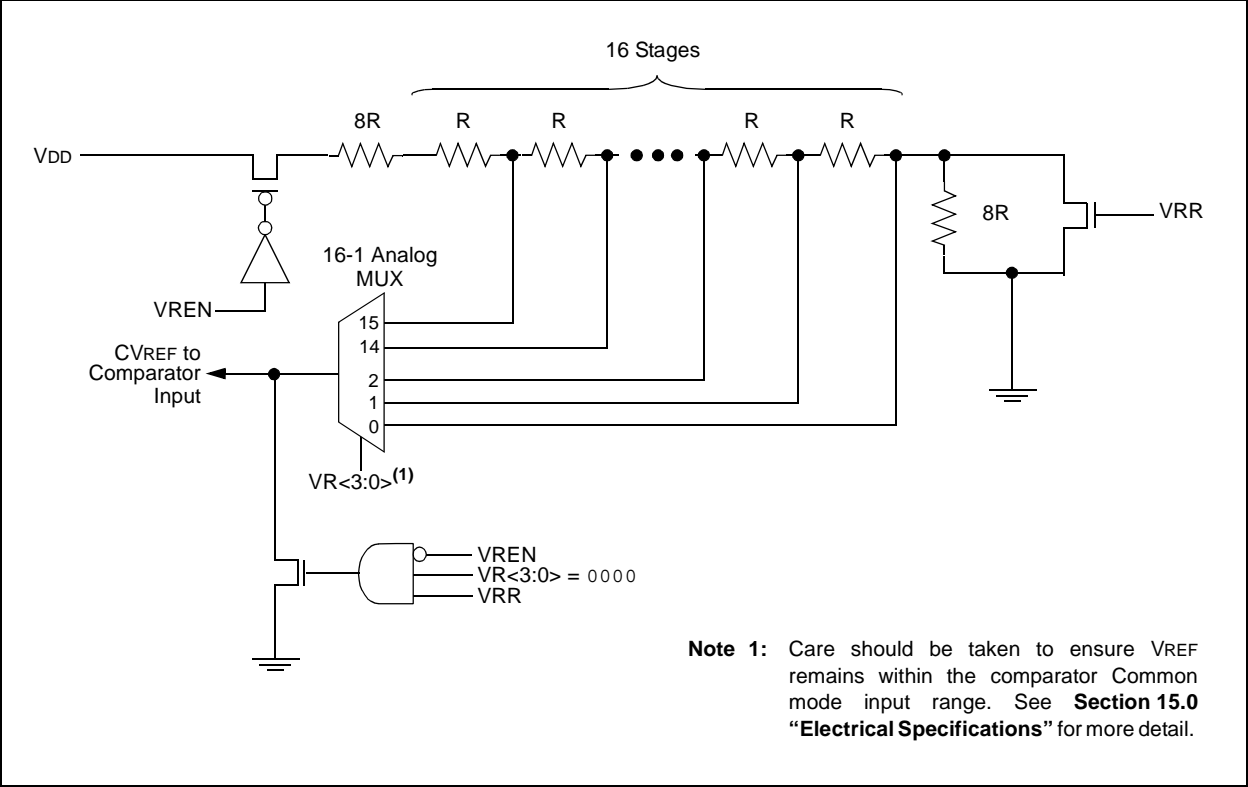 16 Stages
8R
R
R
R
R
VDD
8R
VRR
16-1 Analog
MUX
VREN
15
14
2
1
0
CVREF to
Comparator
Input
VR<3:0>(1)
VREN
VR<3:0> = 0000
VRR
Note 1: Care should be taken to ensure VREF
remains within the comparator Common
mode input range. See Section 15.0
“Electrical Specifications” for more detail.